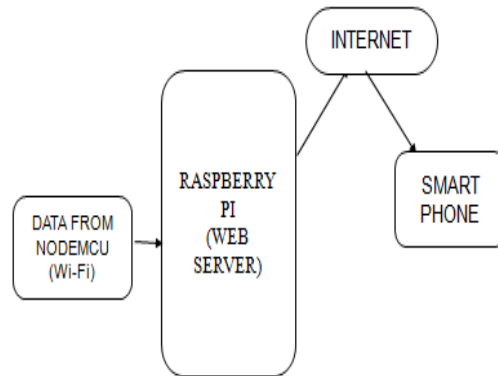 INTERNET
RASPBERRY
PI
(WEB
SERVER)
SMART
PHONE
DATA FROM
NODEMCU
(Wi-Fi)